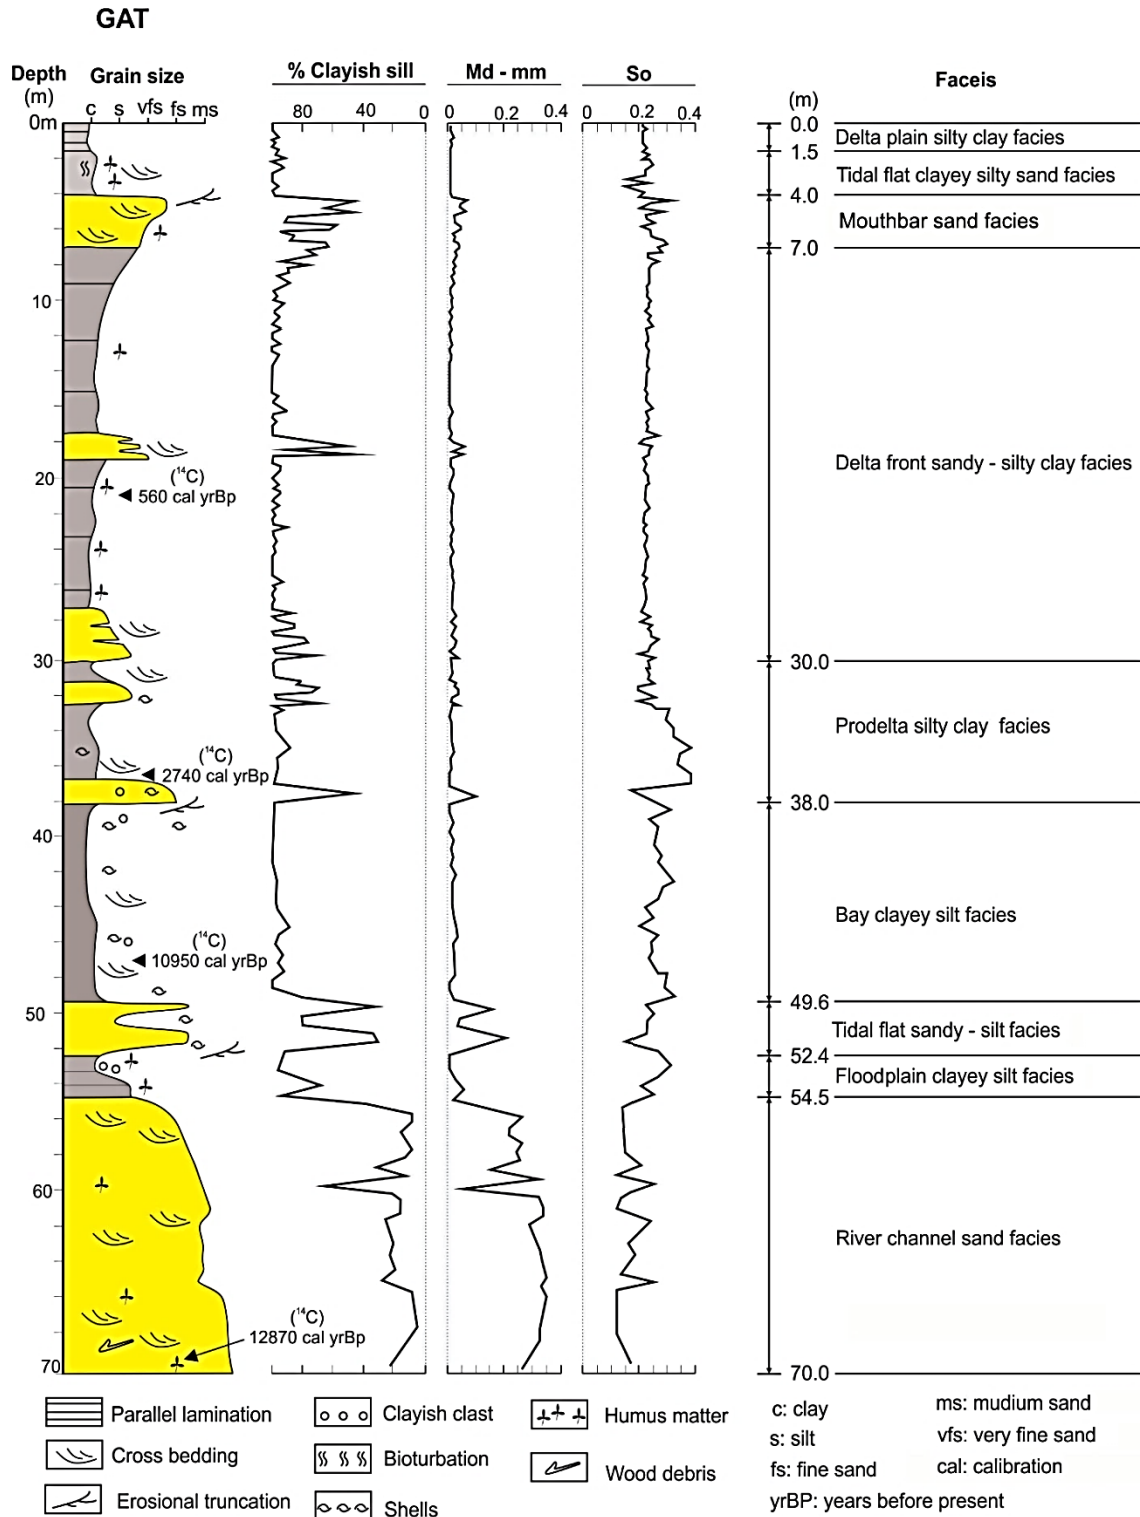 GAT
Depth
(m)
Grain size
c s vfs fs ms
% Clayish sill
80 40 0
Md - mm
0 0.2 0.4
So
0 0.2 0.4
Faceis
(m)
0m
10
20
30
40
50
60
70
(14C)
560 cal yrBp
(14C)
2740 cal yrBp
(14C)
10950 cal yrBp
(14C)
12870 cal yrBp
0.0
Delta plain silty clay facies
1.5
Tidal flat clayey silty sand facies
4.0
Mouthbar sand facies
7.0
Delta front sandy - silty clay facies
30.0
Prodelta silty clay facies
38.0
Bay clayey silt facies
49.6
Tidal flat sandy - silt facies
52.4
Floodplain clayey silt facies
54.5
River channel sand facies
70.0
Parallel lamination
Cross bedding
Erosional truncation
Clayish clast
Bioturbation
Shells
Humus matter
Wood debris
c: clay
s: silt
fs: fine sand
yrBP: years before present
ms: mudium sand
vfs: very fine sand
cal: calibration